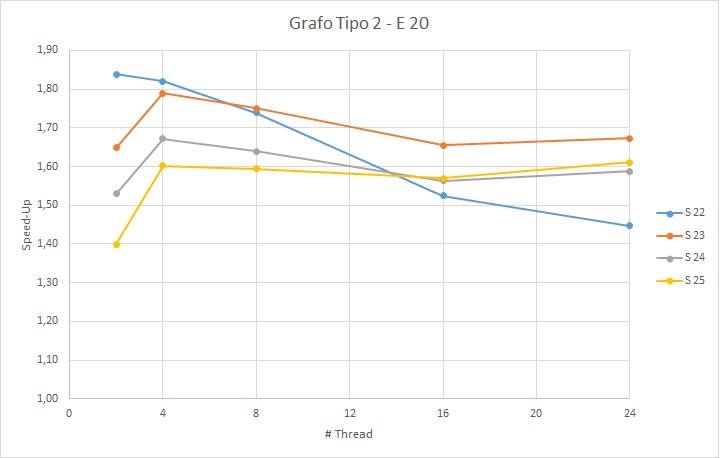 Grafo Tipo 2 - E 20
1,90
1,80
1,70
1,60
1,50
1,40
1,30
1,20
1,10
1,00
Speed-Up
0 4 8 12 16 20 24
# Thread
S 22
S 23
S 24
S 25